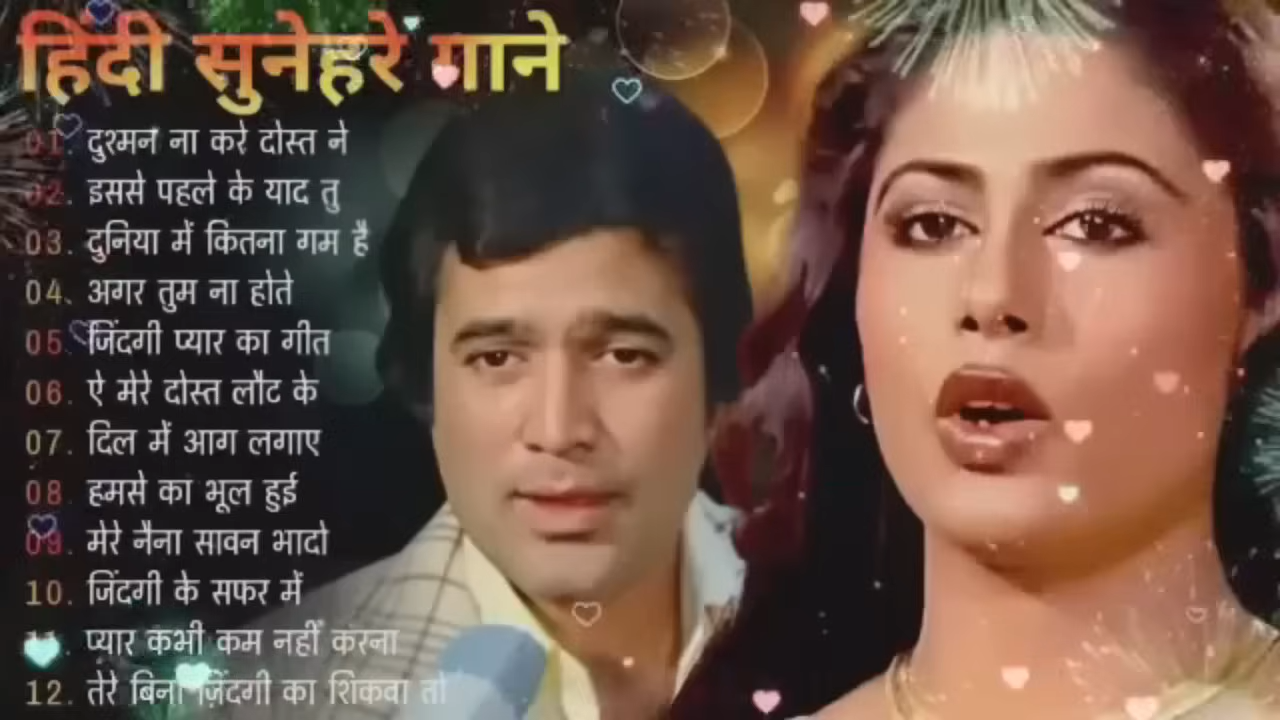 हिंदी सुनेहरे गाने
01. दुश्मन ना करे दोस्त ने
02. इससे पहले के याद तु
03. दुनिया में कितना गम है
04. अगर तुम ना होते
05. जिंदगी प्यार का गीत
06. ऐ मेरे दोस्त लौट के
07. दिल में आग लगाए
08. हमसे का भूल हुई
09. मेरे नैना सावन भादो
10. जिंदगी के सफर में
प्यार कभी कम नहीं करना
12. तेरे बिना ज़िंदगी का शिकवा तो